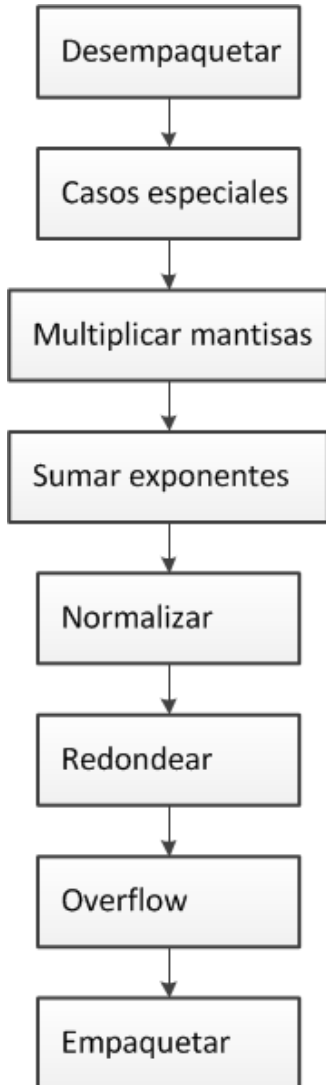 Desempaquetar
Casos especiales
Multiplicar mantisas
Sumar exponentes
Normalizar
Redondear
Overflow
Empaquetar